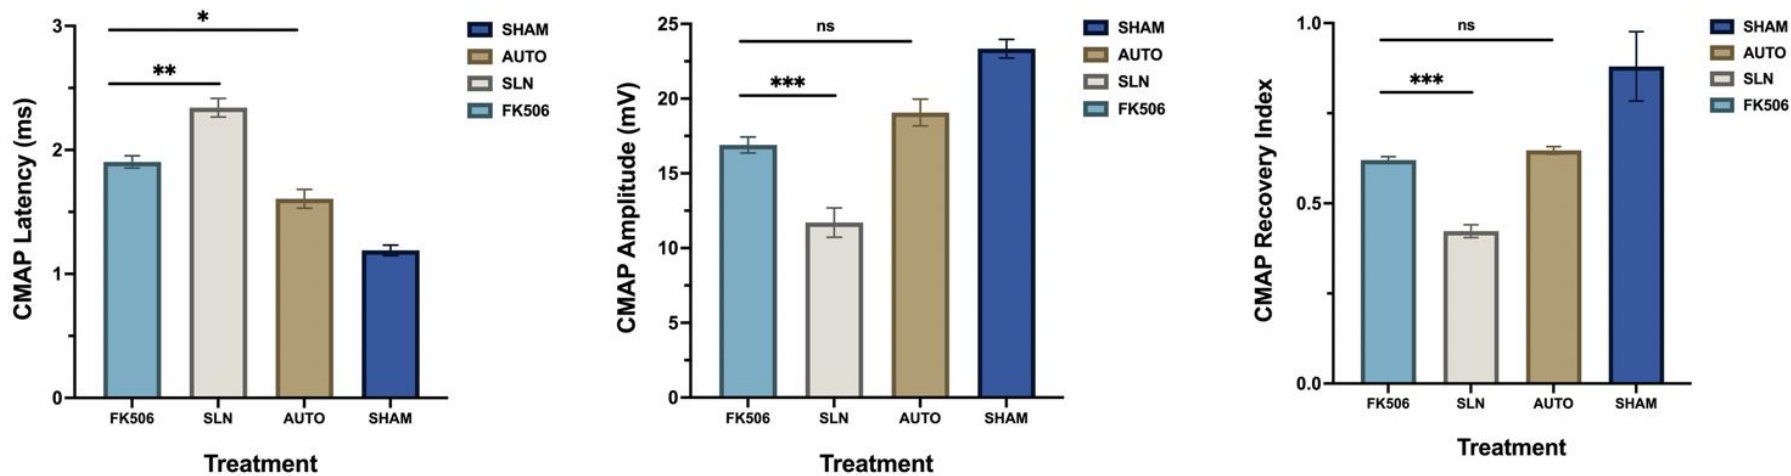 CMAP Latency (ms)
3
2
1
0
*
**
FK506
SLN
AUTO
SHAM
Treatment
SHAM
AUTO
SLN
FK506
CMAP Amplitude (mV)
25
20
15
10
5
0
ns
***
FK506
SLN
AUTO
SHAM
Treatment
SHAM
AUTO
SLN
FK506
CMAP Recovery Index
1.0
0.5
0.0
ns
***
FK506
SLN
AUTO
SHAM
Treatment
SHAM
AUTO
SLN
FK506